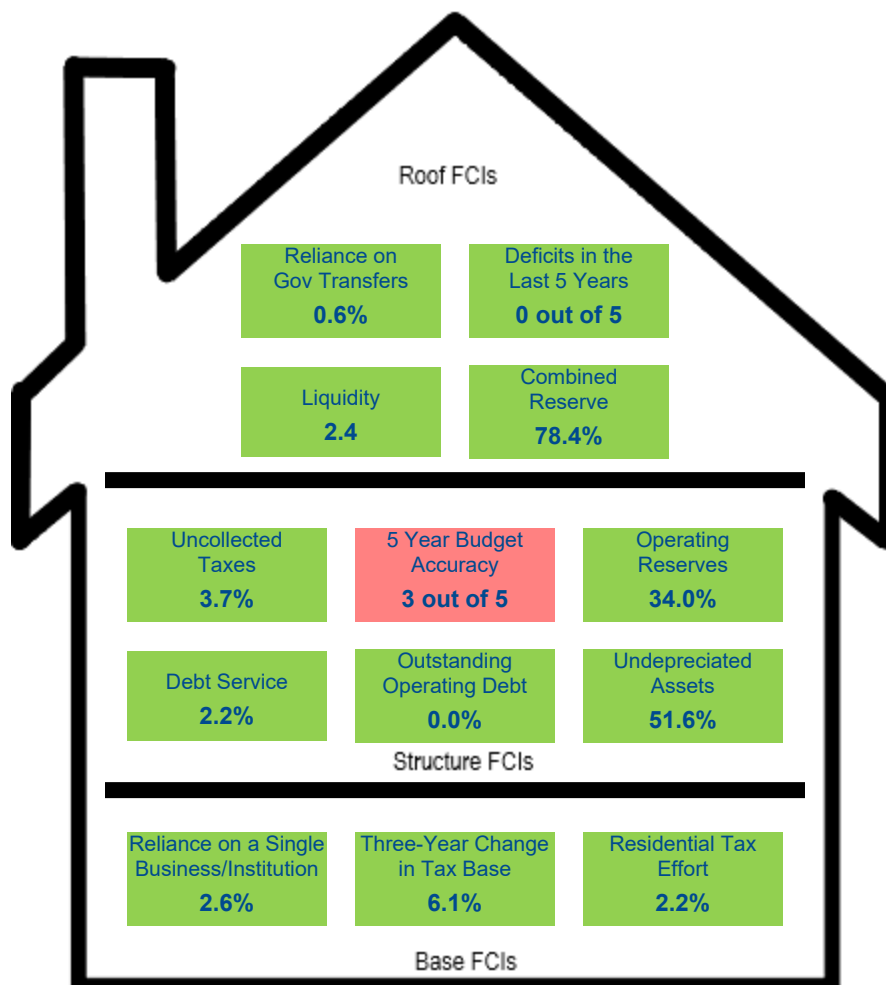 Roof FCIs
Reliance on
Gov Transfers
0.6%
Deficits in the
Last 5 Years
0 out of 5
Liquidity
2.4
Combined
Reserve
78.4%
Uncollected
Taxes
3.7%
5 Year Budget
Accuracy
3 out of 5
Operating
Reserves
34.0%
Debt Service
2.2%
Outstanding
Operating Debt
0.0%
Undepreciated
Assets
51.6%
Structure FCIs
Reliance on a Single
Business/Institution
2.6%
Three-Year Change
in Tax Base
6.1%
Residential Tax
Effort
2.2%
Base FCIs